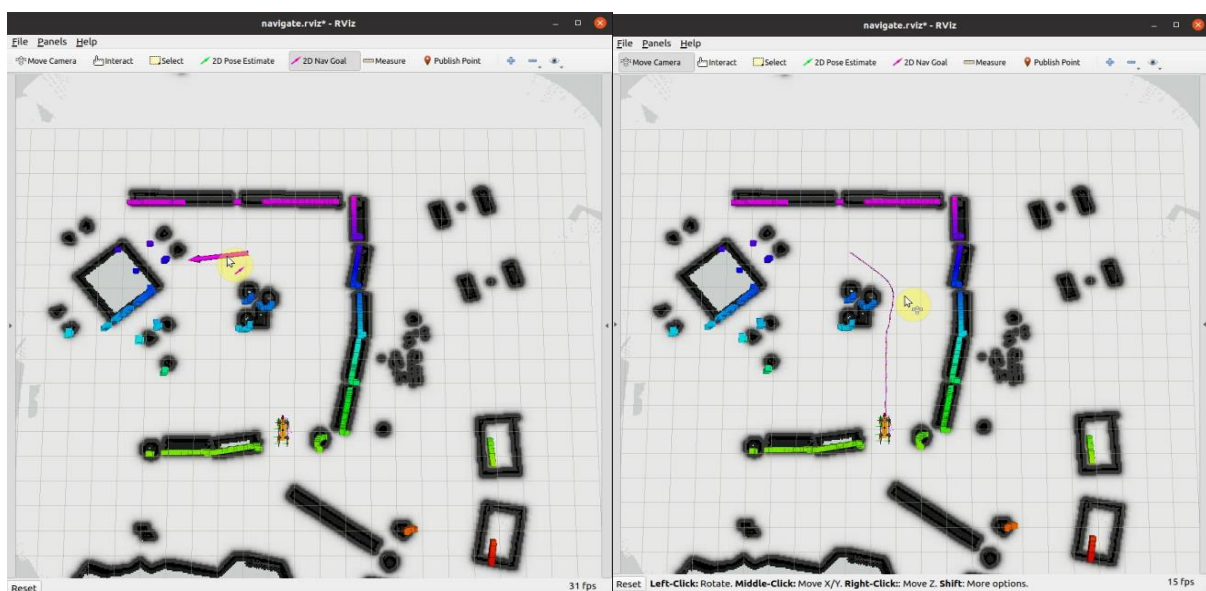 navigate.rviz* - RViz
File Panels Help
Move Camera Interact Select 2D Pose Estimate 2D Nav Goal Measure Publish Point
Reset
31 fps
navigate.rviz* - RViz
File Panels Help
Move Camera Interact Select 2D Pose Estimate 2D Nav Goal Measure Publish Point
Reset Left-Click: Rotate. Middle-Click: Move X/Y. Right-Click:: Move Z. Shift: More options.
15 fps